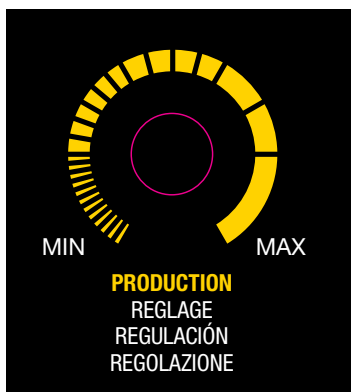 MIN MAX
PRODUCTION
REGLAGE
REGULACIÓN
REGOLAZIONE